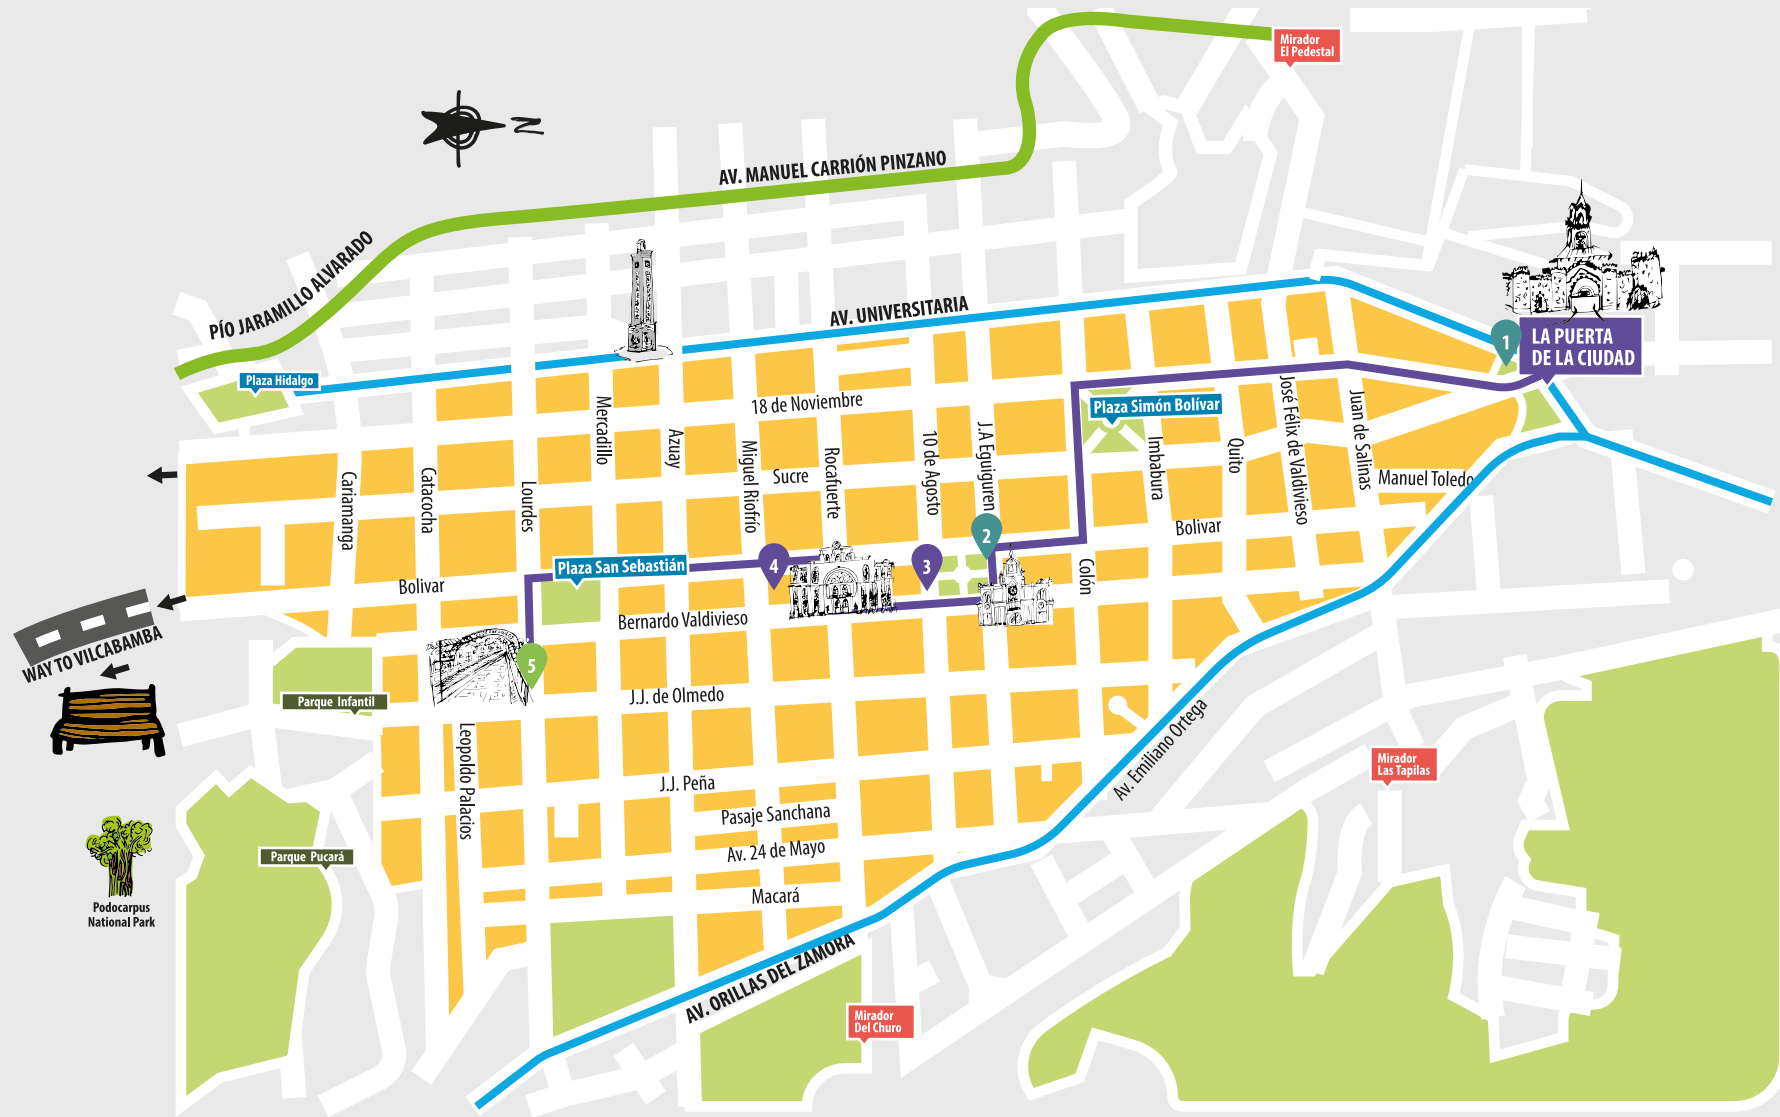 Mirador
El Pedestal
N
AV. MANUEL CARRIÓN PINZANO
PÍO JARAMILLO ALVARADO
AV. UNIVERSITARIA
1
LA PUERTA
DE LA CIUDAD
Plaza Hidalgo
18 de Noviembre
Plaza Simón Bolívar
Mercadillo
Azuay
Miguel Riofrío
Rocafuerte
10 de Agosto
J.A Eguiguren
Imbabura
Quito
José Félix de Valdivieso
Juan de Salinas
Cariamanga
Catacocha
Lourdes
Sucre
Manuel Toledo
Bolivar
2
Plaza San Sebastián
4
3
Colón
Bolivar
Bernardo Valdivieso
WAY TO VILCABAMBA
5
Parque Infantil
J.J. de Olmedo
Leopoldo Palacios
Av. Emiliano Ortega
Mirador
Las Tapilas
J.J. Peña
Pasaje Sanchana
Av. 24 de Mayo
Parque Pucará
Macará
Podocarpus
National Park
AV. ORILLAS DEL ZAMORA
Mirador
Del Churo